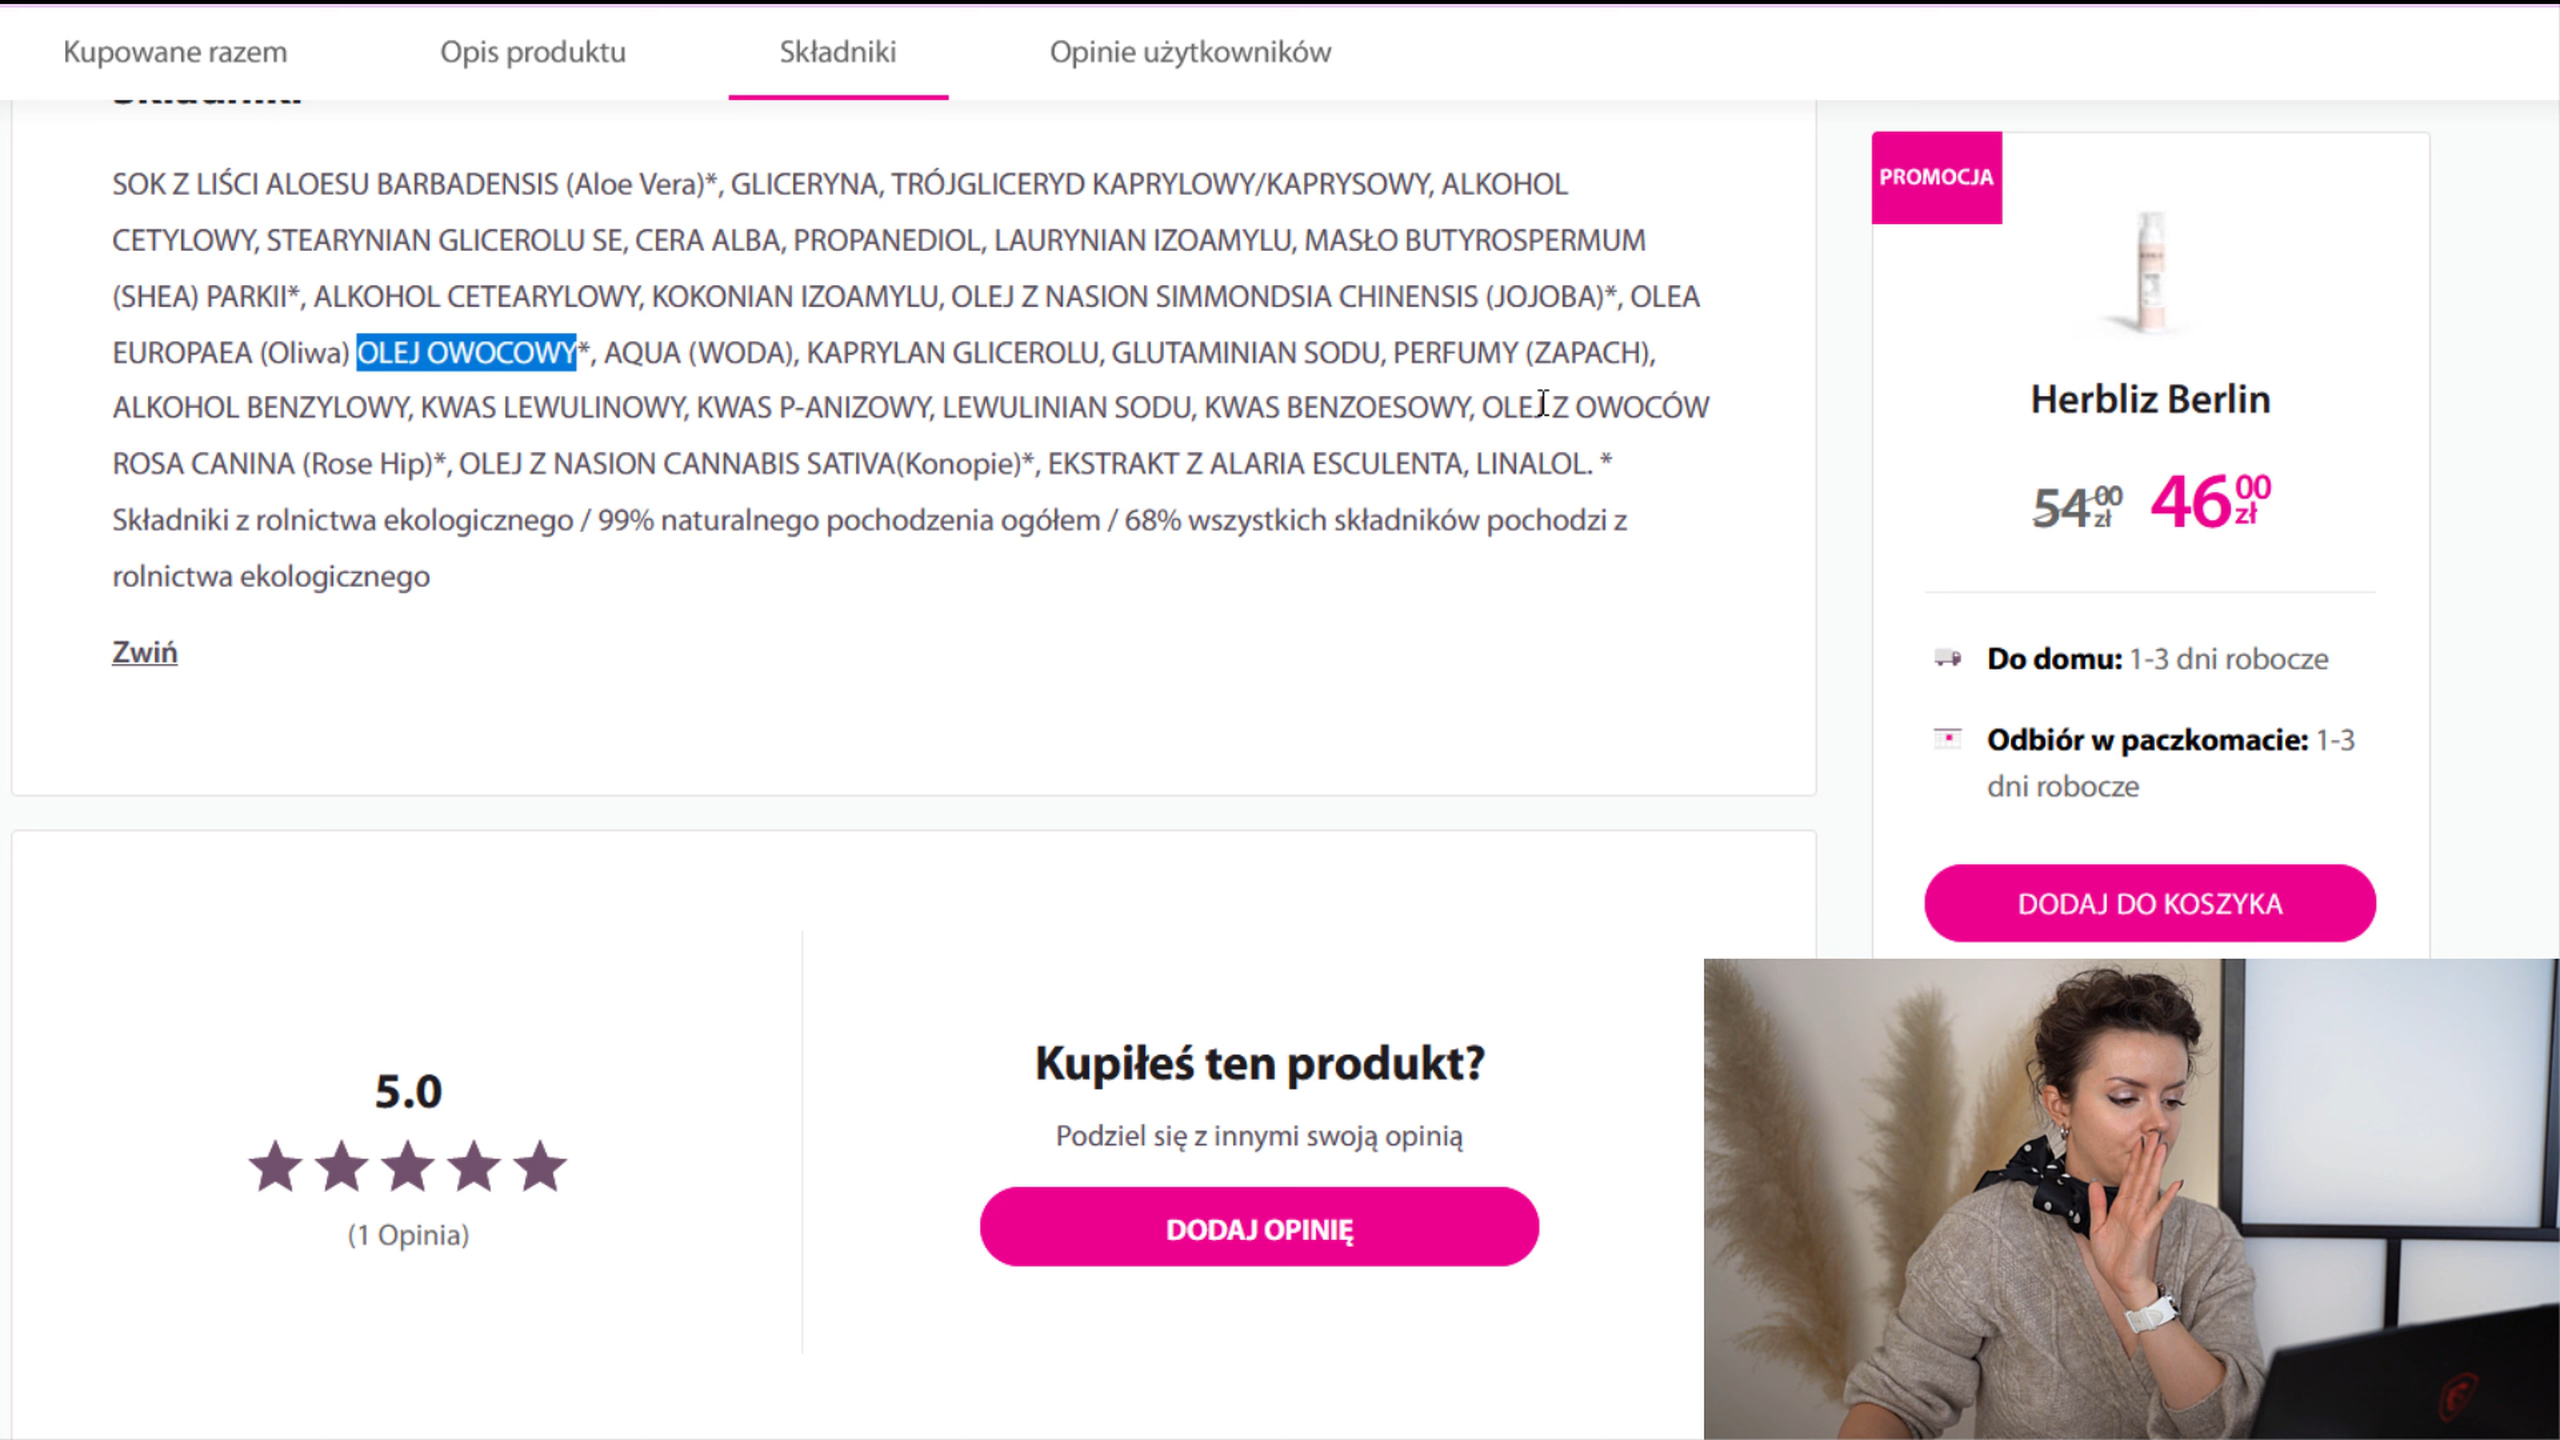 Kupowane razem
Opis produktu
Składniki
Opinie użytkowników
Składniki
SOK Z LIŚCI ALOESU BARBADENSIS (Aloe Vera)*, GLICERYNA, TRÓJGLICERYD KAPRYLOWY/KAPRYSOWY, ALKOHOL
CETYLOWY, STEARYNIAN GLICEROLU SE, CERA ALBA, PROPANEDIOL, LAURYNIAN IZOAMYLU, MASŁO BUTYROSPERMUM
(SHEA) PARKII*, ALKOHOL CETEARYLOWY, KOKONIAN IZOAMYLU, OLEJ Z NASION SIMMONDSIA CHINENSIS (JOJOBA)*, OLEA
EUROPAEA (Oliwa) OLEJ OWOCOWY*, AQUA (WODA), KAPRYLAN GLICEROLU, GLUTAMINIAN SODU, PERFUMY (ZAPACH),
ALKOHOL BENZYLOWY, KWAS LEWULINOWY, KWAS P-ANIZOWY, LEWULINIAN SODU, KWAS BENZOESOWY, OLEJ Z OWOCÓW
ROSA CANINA (Rose Hip)*, OLEJ Z NASION CANNABIS SATIVA(Konopie)*, EKSTRAKT Z ALARIA ESCULENTA, LINALOL. *
Składniki z rolnictwa ekologicznego / 99% naturalnego pochodzenia ogółem / 68% wszystkich składników pochodzi z
rolnictwa ekologicznego
Zwiń
5.0
(1 Opinia)
Kupiłeś ten produkt?
Podziel się z innymi swoją opinią
DODAJ OPINIĘ
PROMOCJA
Herbliz Berlin
54 00 zł 46 00 zł
Do domu: 1-3 dni robocze
Odbiór w paczkomacie: 1-3
dni robocze
DODAJ DO KOSZYKA